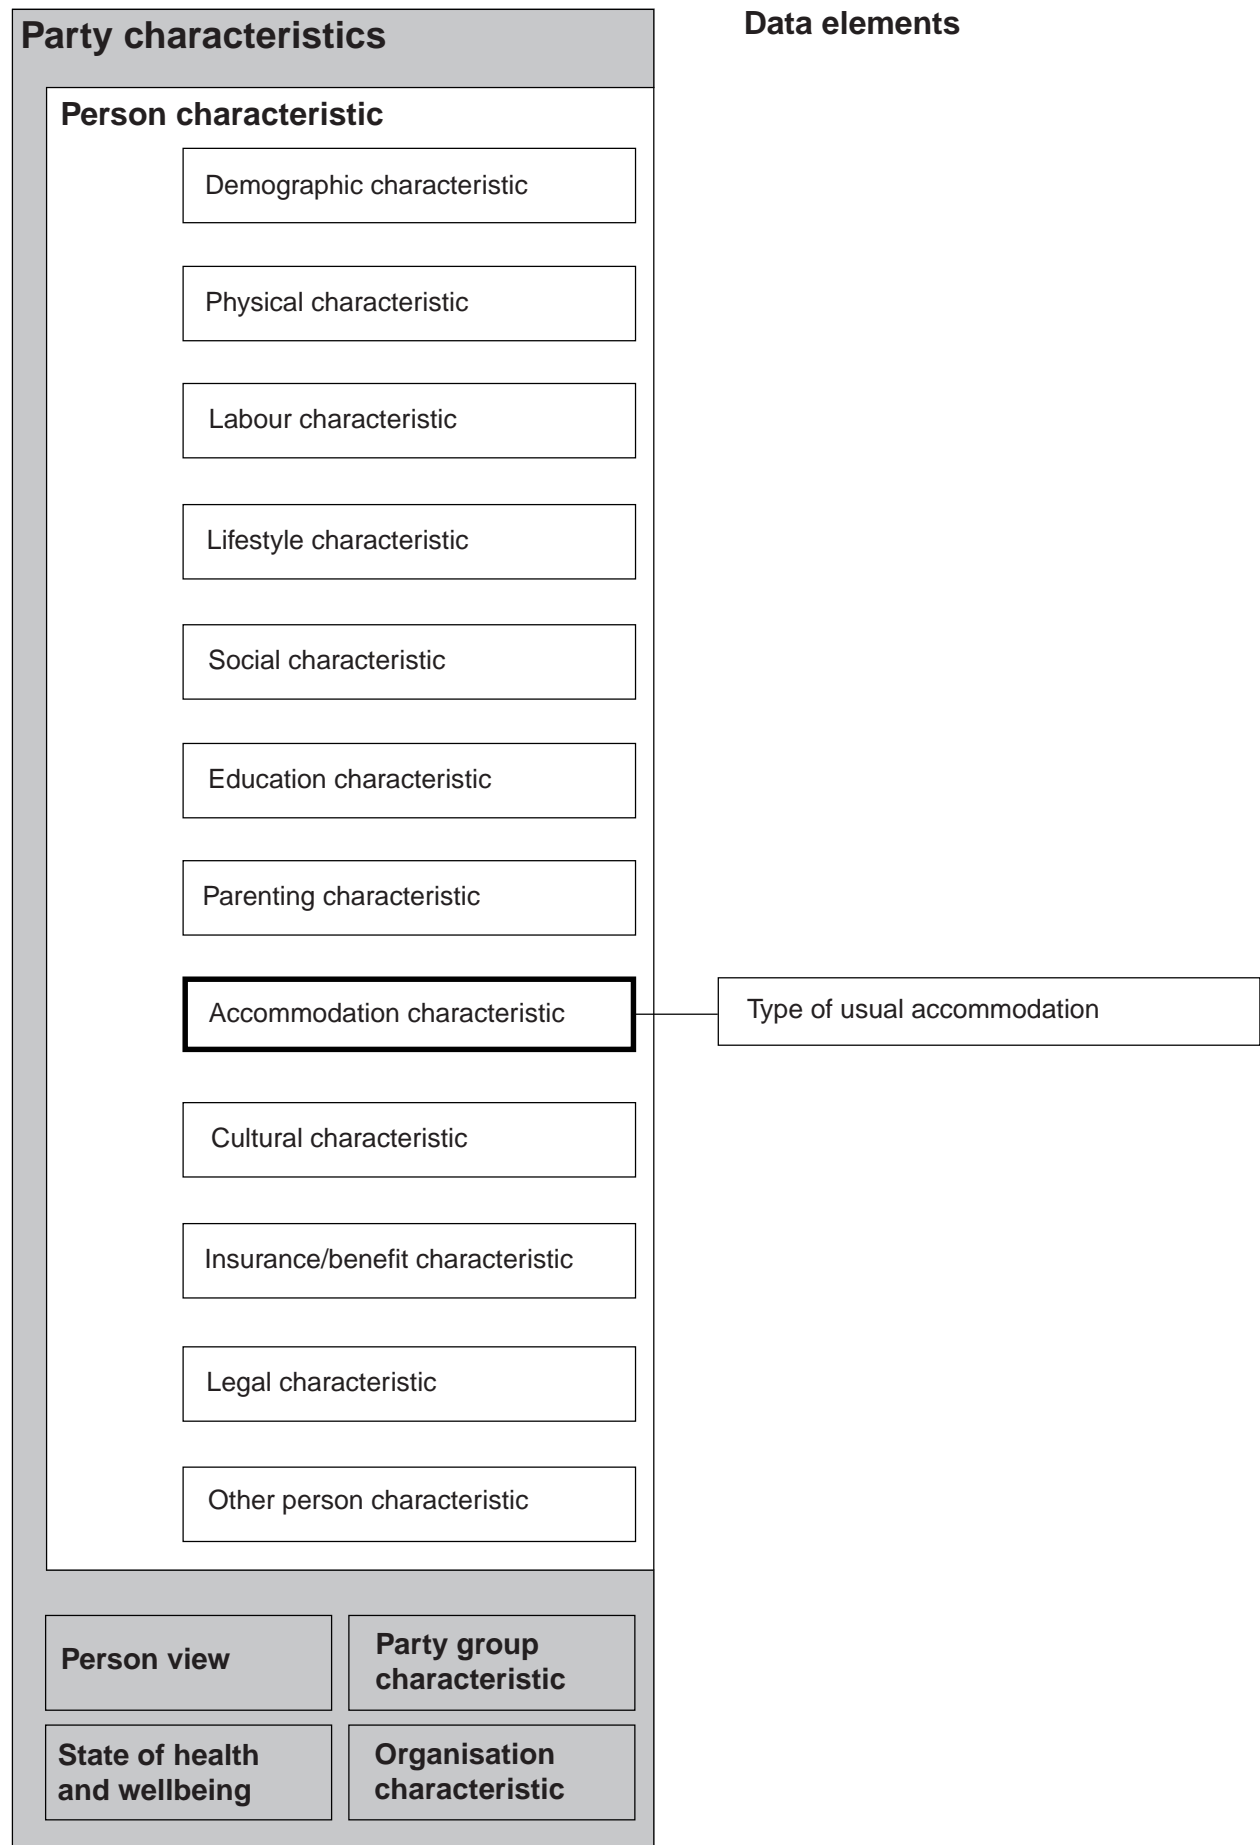 Party characteristics
Data elements
Person characteristic
Demographic characteristic
Physical characteristic
Labour characteristic
Lifestyle characteristic
Social characteristic
Education characteristic
Parenting characteristic
Accommodation characteristic
Type of usual accommodation
Cultural characteristic
Insurance/benefit characteristic
Legal characteristic
Other person characteristic
Person view
Party group
characteristic
State of health
and wellbeing
Organisation
characteristic